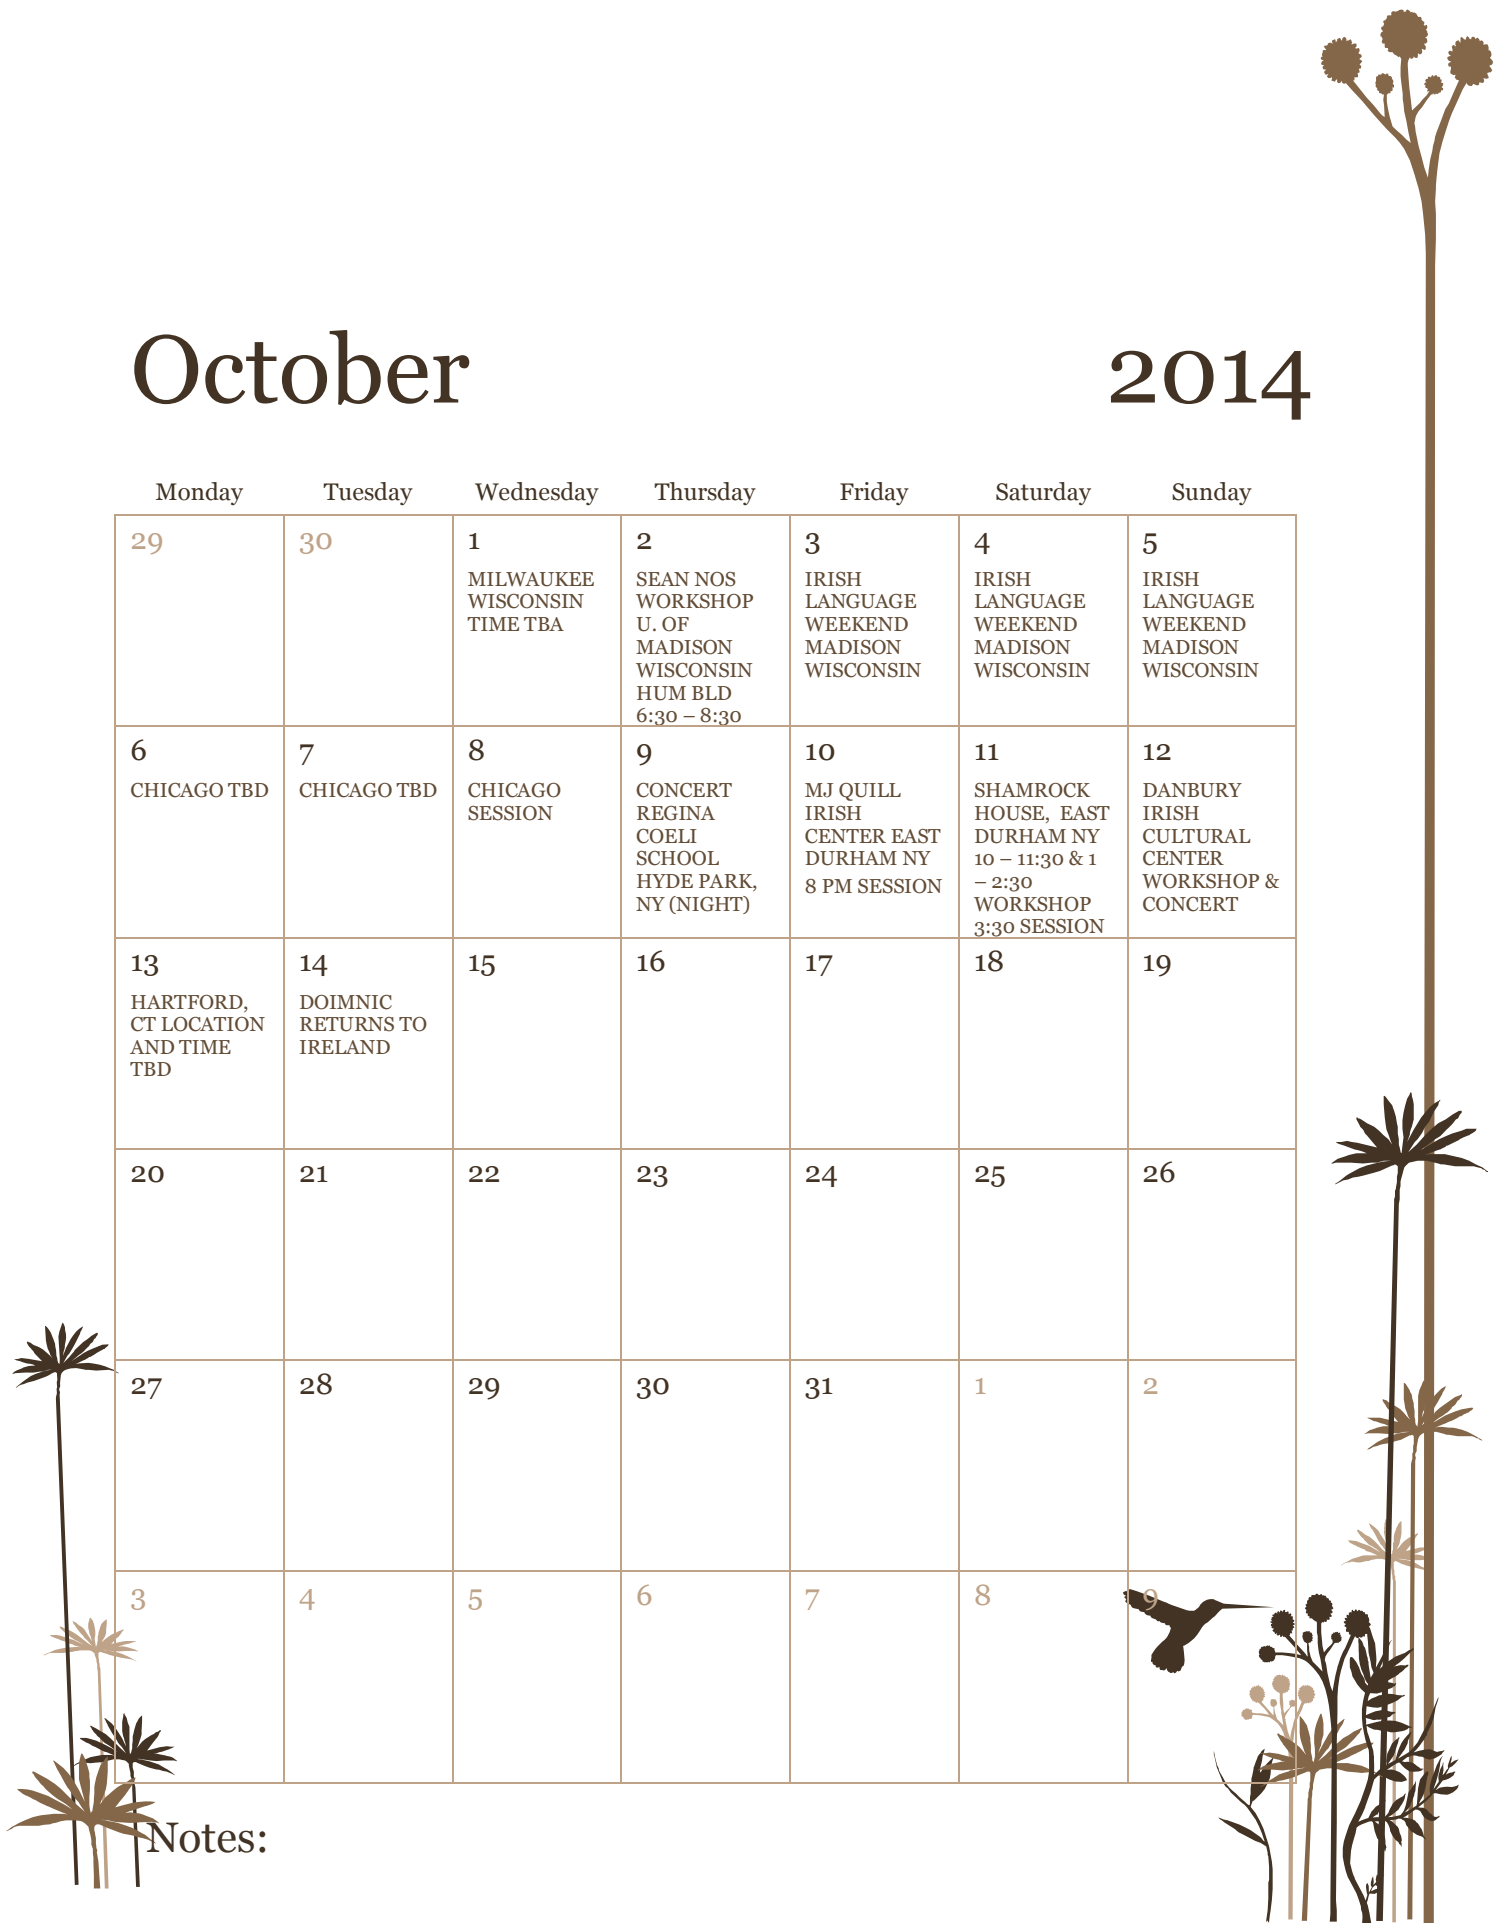 October 2014
Monday Tuesday Wednesday Thursday Friday Saturday Sunday
29
30
1
MILWAUKEE
WISCONSIN
TIME TBA
2
SEAN NOS
WORKSHOP
U. OF
MADISON
WISCONSIN
HUM BLD
6:30 – 8:30
3
IRISH
LANGUAGE
WEEKEND
MADISON
WISCONSIN
4
IRISH
LANGUAGE
WEEKEND
MADISON
WISCONSIN
5
IRISH
LANGUAGE
WEEKEND
MADISON
WISCONSIN
6
CHICAGO TBD
7
CHICAGO TBD
8
CHICAGO
SESSION
9
CONCERT
REGINA
COELI
SCHOOL
HYDE PARK,
NY (NIGHT)
10
MJ QUILL
IRISH
CENTER EAST
DURHAM NY
8 PM SESSION
11
SHAMROCK
HOUSE, EAST
DURHAM NY
10 – 11:30 & 1
– 2:30
WORKSHOP
3:30 SESSION
12
DANBURY
IRISH
CULTURAL
CENTER
WORKSHOP &
CONCERT
13
HARTFORD,
CT LOCATION
AND TIME
TBD
14
DOIMNIC
RETURNS TO
IRELAND
15
16
17
18
19
20
21
22
23
24
25
26
27
28
29
30
31
1
2
3
4
5
6
7
8
9
Notes: